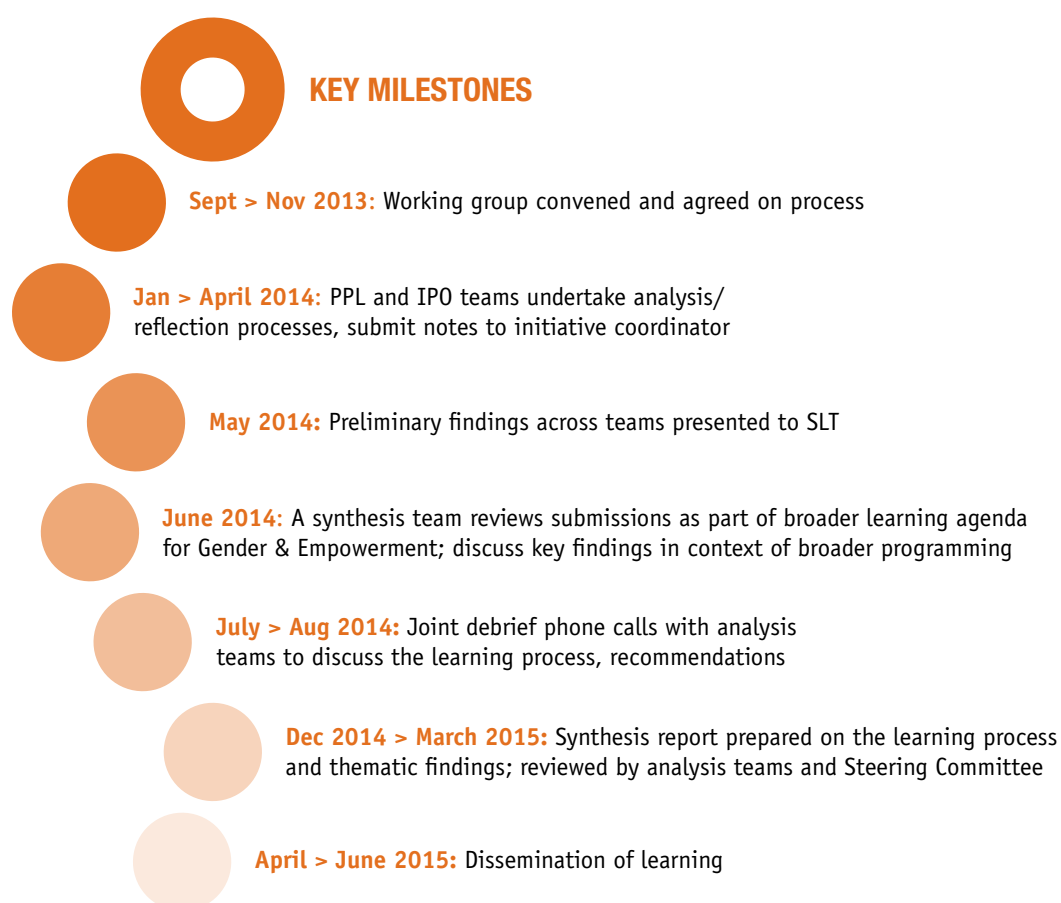 KEY MILESTONES
Sept > Nov 2013: Working group convened and agreed on process
Jan > April 2014: PPL and IPO teams undertake analysis/
reflection processes, submit notes to initiative coordinator
May 2014: Preliminary findings across teams presented to SLT
June 2014: A synthesis team reviews submissions as part of broader learning agenda
for Gender & Empowerment; discuss key findings in context of broader programming
July > Aug 2014: Joint debrief phone calls with analysis
teams to discuss the learning process, recommendations
Dec 2014 > March 2015: Synthesis report prepared on the learning process
and thematic findings; reviewed by analysis teams and Steering Committee
April > June 2015: Dissemination of learning